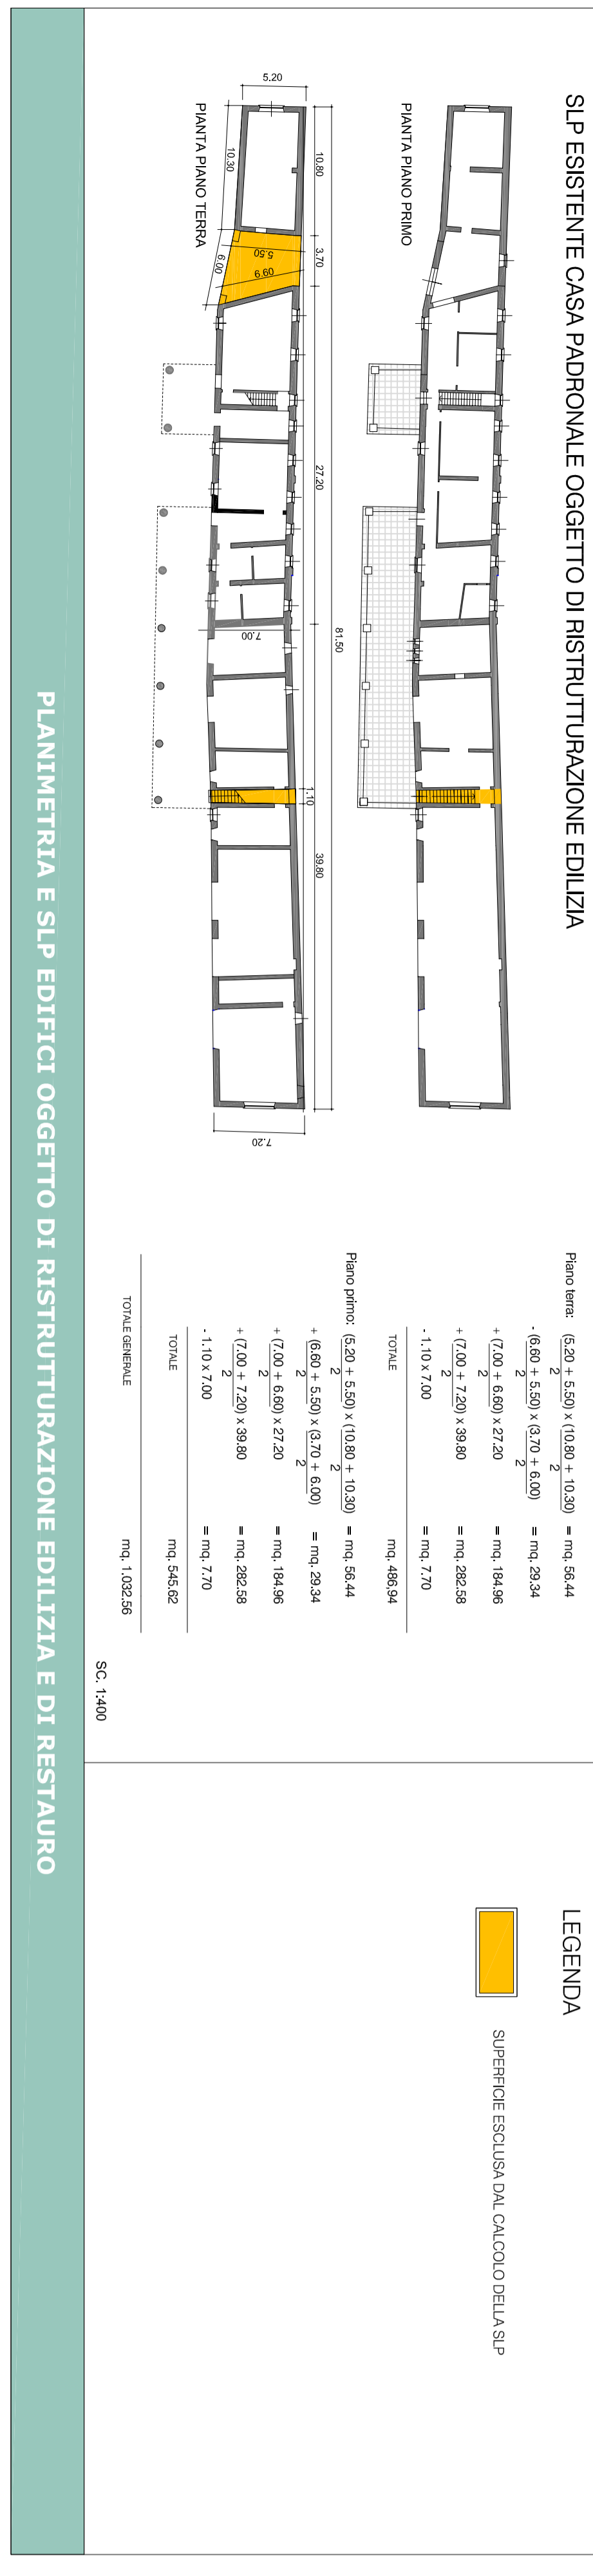 SLP ESISTENTE CASA PADRONALE OGGETTO DI RISTRUTTURAZIONE EDILIZIA
PIANTA PIANO PRIMO
81.50
10.80
3.70
27.20
39.80
5.20
5.50
6.60
7.00
1.10
7.20
10.30
6.00
PIANTA PIANO TERRA
Piano terra: (5.20 + 5.50) x (10.80 + 10.30) = mq. 56.44
2 2
- (6.60 + 5.50) x (3.70 + 6.00) = mq. 29.34
2 2
+ (7.00 + 6.60) x 27.20 = mq. 184.96
2
+ (7.00 + 7.20) x 39.80 = mq. 282.58
2
- 1.10 x 7.00 = mq. 7.70
TOTALE mq. 486.94
Piano primo: (5.20 + 5.50) x (10.80 + 10.30) = mq. 56.44
2 2
+ (6.60 + 5.50) x (3.70 + 6.00) = mq. 29.34
2 2
+ (7.00 + 6.60) x 27.20 = mq. 184.96
2
+ (7.00 + 7.20) x 39.80 = mq. 282.58
2
- 1.10 x 7.00 = mq. 7.70
TOTALE mq. 545.62
TOTALE GENERALE mq. 1.032.56
SC. 1:400
LEGENDA
SUPERFICIE ESCLUSA DAL CALCOLO DELLA SLP
PLANIMETRIA E SLP EDIFICI OGGETTO DI RISTRUTTURAZIONE EDILIZIA E DI RESTAURO